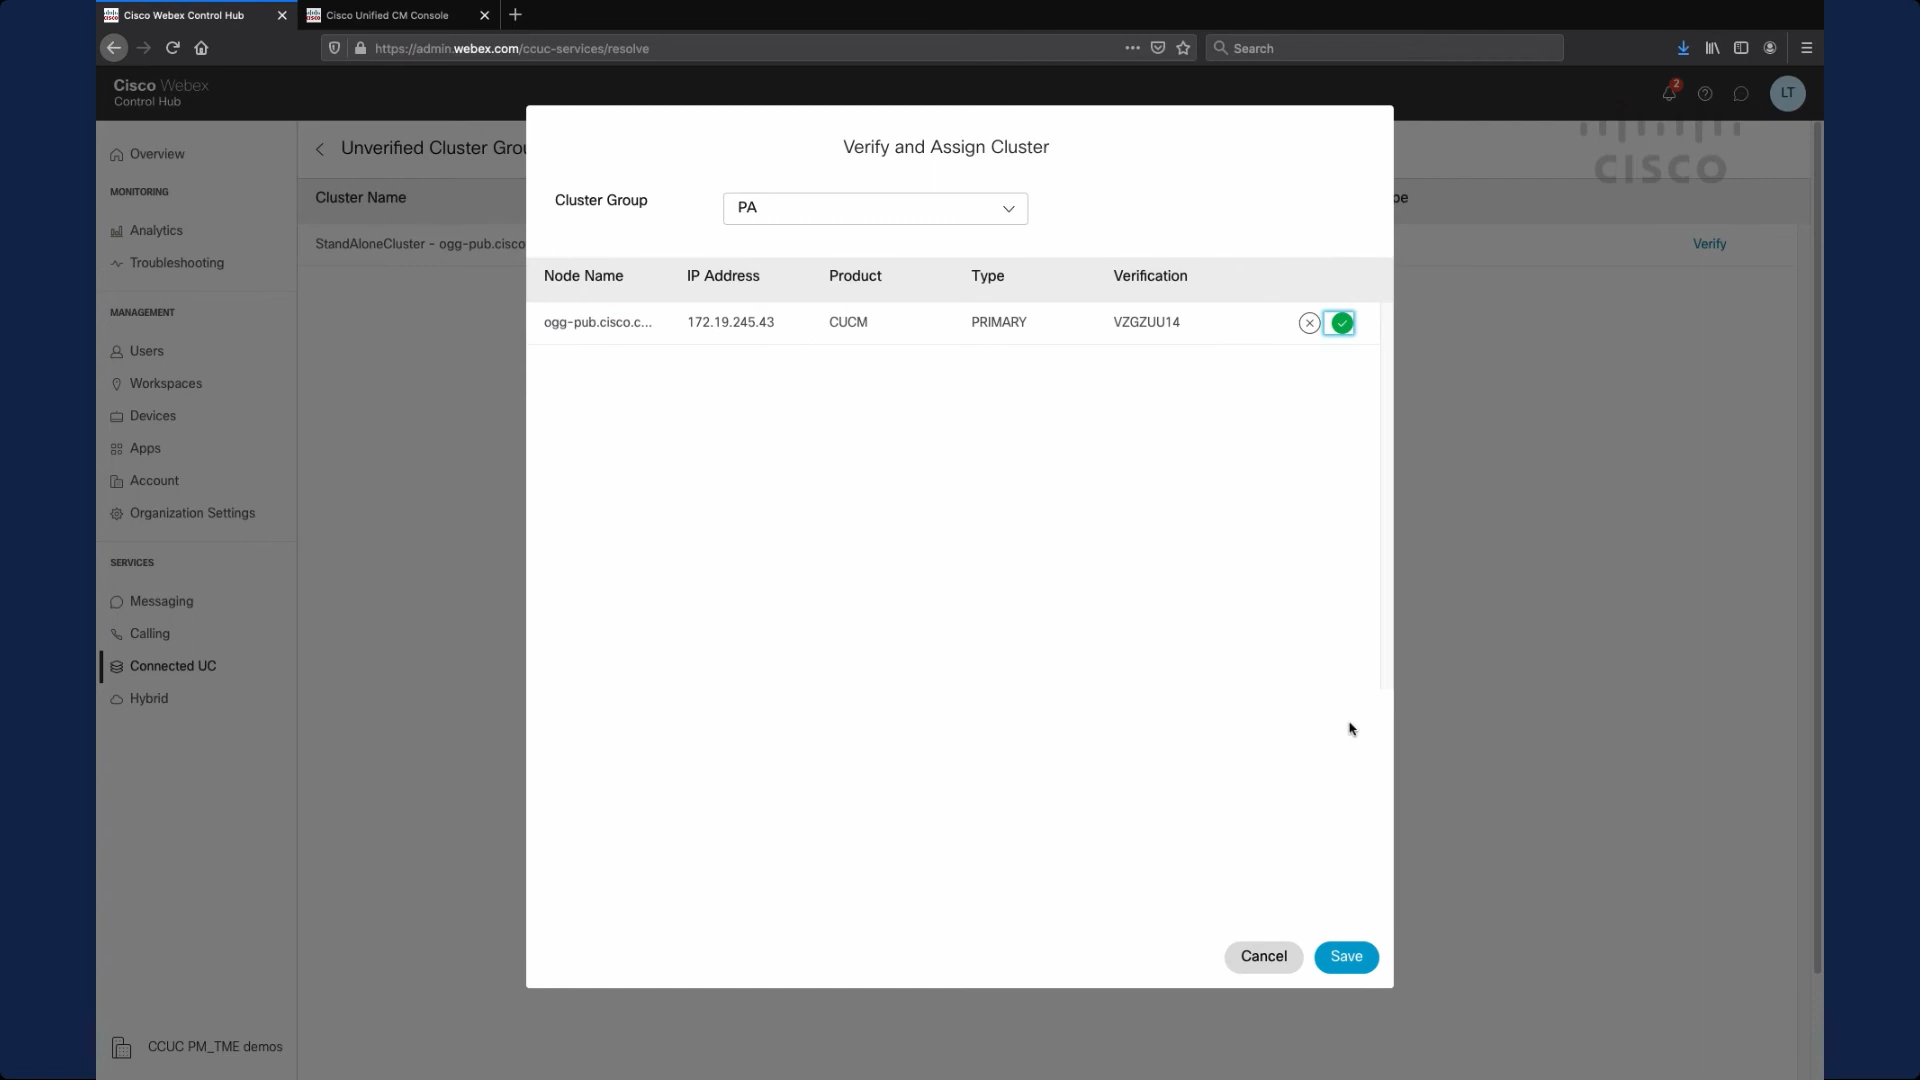 Cisco Webex Control Hub
Cisco Unified CM Console
https://admin.webex.com/ccuc-services/resolve
Search
Cisco Webex
Control Hub
2
LT
Overview
MONITORING
Analytics
Troubleshooting
MANAGEMENT
Users
Workspaces
Devices
Apps
Account
Organization Settings
SERVICES
Messaging
Calling
Connected UC
Hybrid
CCUC PM_TME demos
Unverified Cluster Grou
Cluster Name
StandAloneCluster - ogg-pub.cisco
pe
Verify
CISCO
Verify and Assign Cluster
Cluster Group
PA
Node Name IP Address Product Type Verification
ogg-pub.cisco.c... 172.19.245.43 CUCM PRIMARY VZGZUU14
Cancel
Save